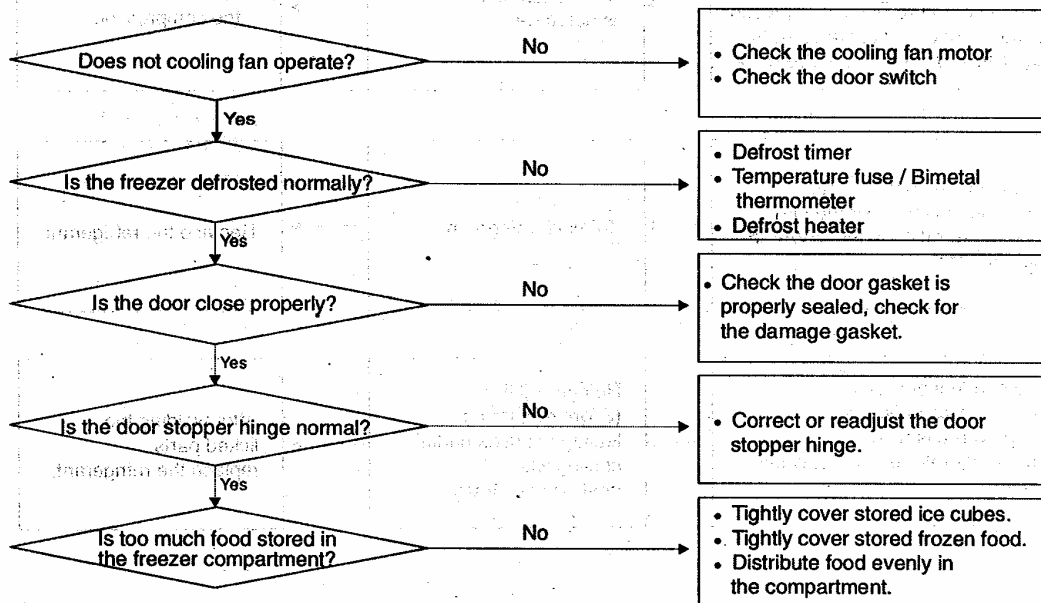 Does not cooling fan operate?
No
• Check the cooling fan motor
• Check the door switch
Yes
Is the freezer defrosted normally?
No
• Defrost timer
• Temperature fuse / Bimetal
thermometer
• Defrost heater
Yes
Is the door close properly?
No
• Check the door gasket is
properly sealed, check for
the damage gasket.
Yes
Is the door stopper hinge normal?
No
• Correct or readjust the door
stopper hinge.
Yes
Is too much food stored in
the freezer compartment?
No
• Tightly cover stored ice cubes.
• Tightly cover stored frozen food.
• Distribute food evenly in
the compartment.